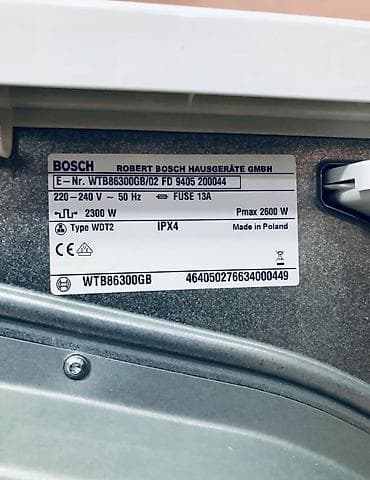 BOSCH ROBERT BOSCH HAUSGERÄTE GMBH
E-Nr. WTB86300GB/02 FD 9405 200044
220-240 V ~ 50 Hz FUSE 13A
2300 W Pmax 2600 W
Type WDT2 IPX4 Made in Poland
CE
WTB86300GB 464050276634000449